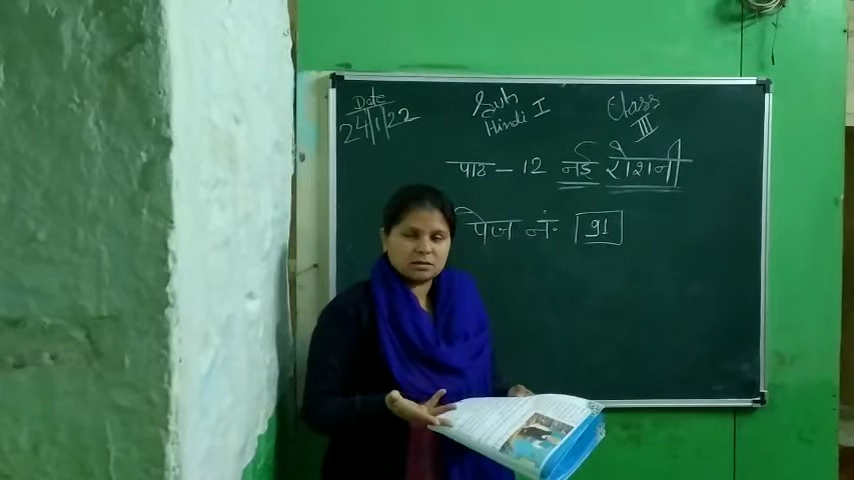 Date
24/1/22
Sub
Hindi I
Class
III
पाठ - 12 नई रोशनी
पेज नं॰ 91